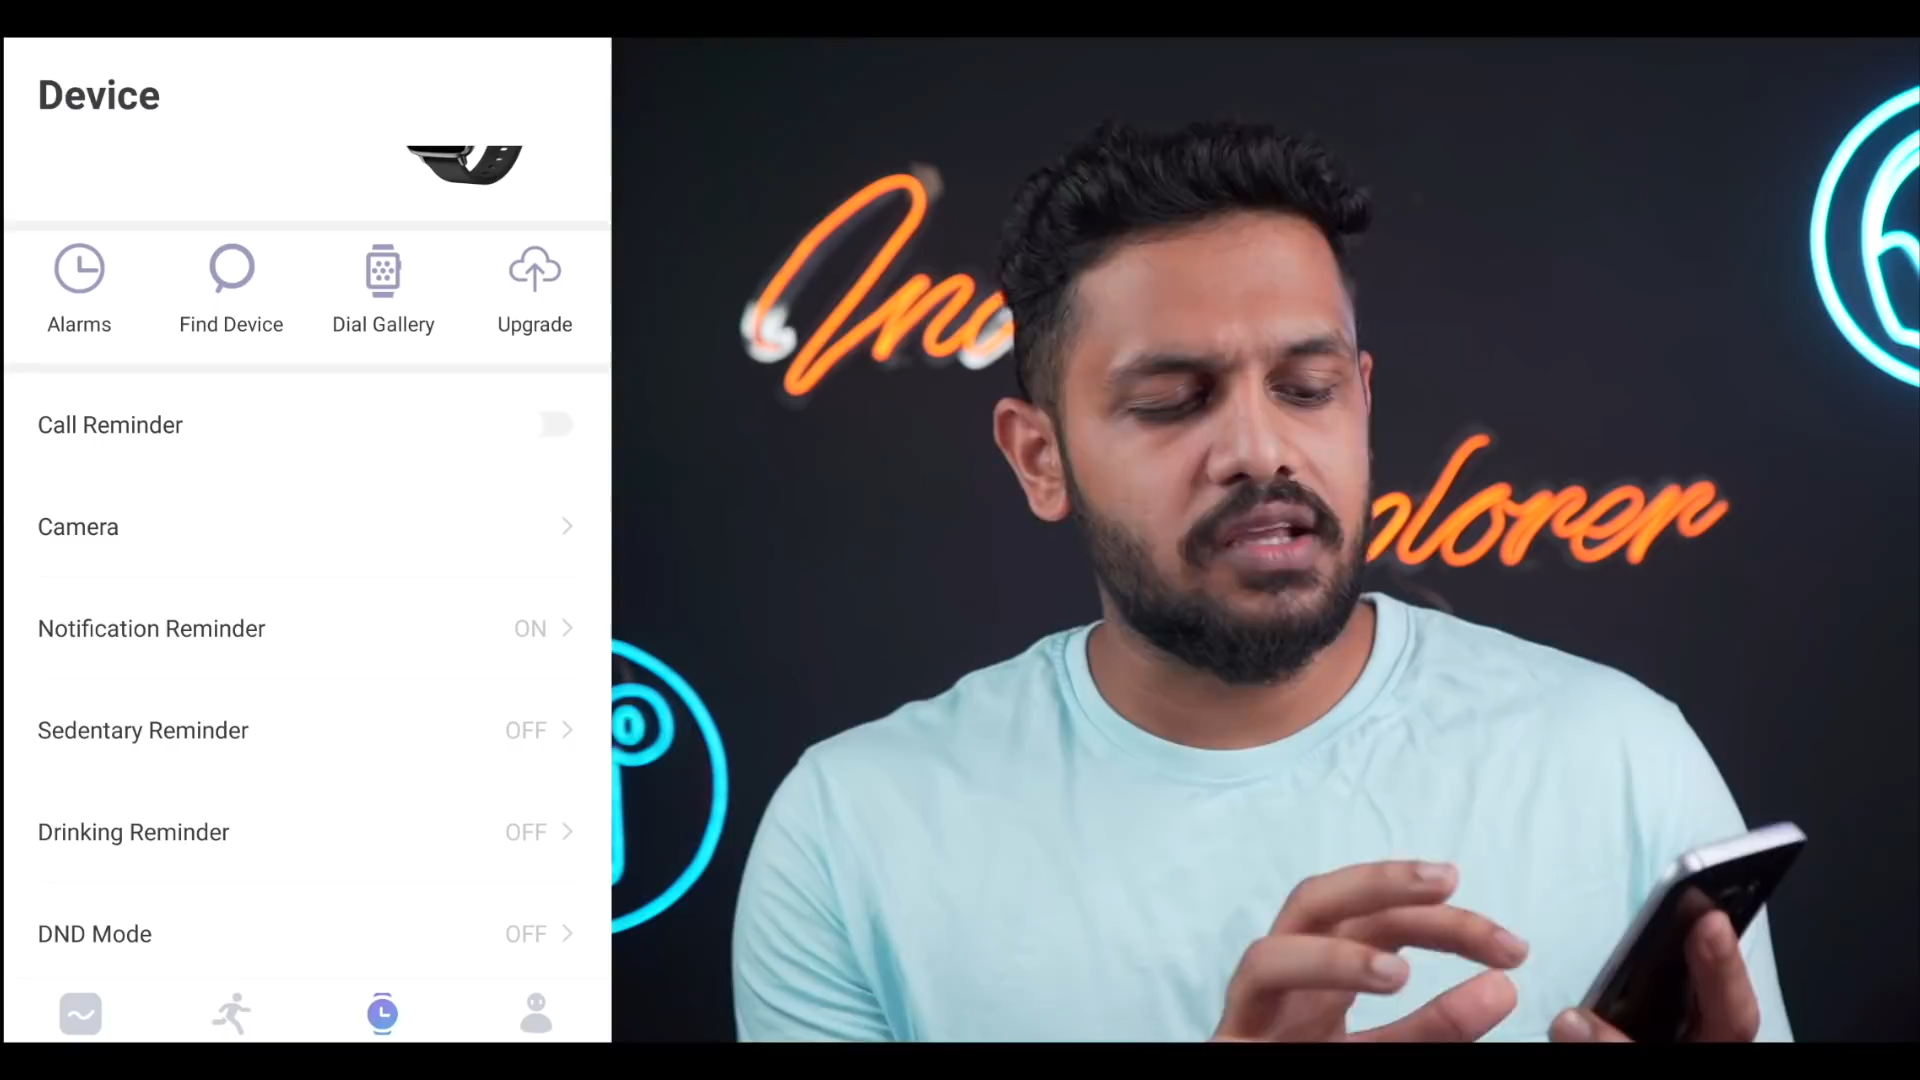 Device
Alarms
Find Device
Dial Gallery
Upgrade
Call Reminder
Camera
Notification Reminder ON
Sedentary Reminder OFF
Drinking Reminder OFF
DND Mode OFF